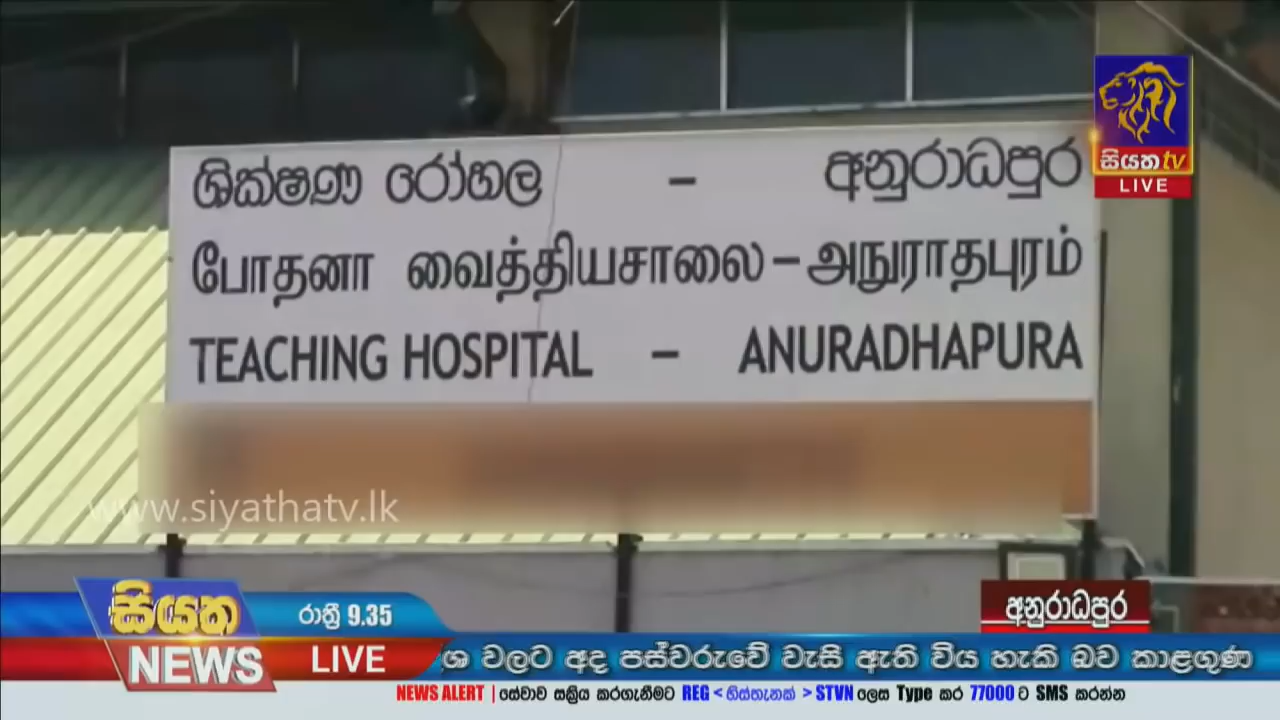 සියත tv
LIVE
ශික්ෂණ රෝහල – අනුරාධපුර
போதனா வைத்தியசாலை – அநுராதபுரம்
TEACHING HOSPITAL – ANURADHAPURA
www.siyathatv.lk
අනුරාධපුර
සියත රාත්‍රී 9.35
NEWS LIVE ශ වලට අද පස්වරුවේ වැසි ඇති විය හැකි බව කාළගුණ
NEWS ALERT | සේවාව සක්‍රිය කරගැනීමට REG < හිස්තැනක් > STVN ලෙස Type කර 77000 ට SMS කරන්න